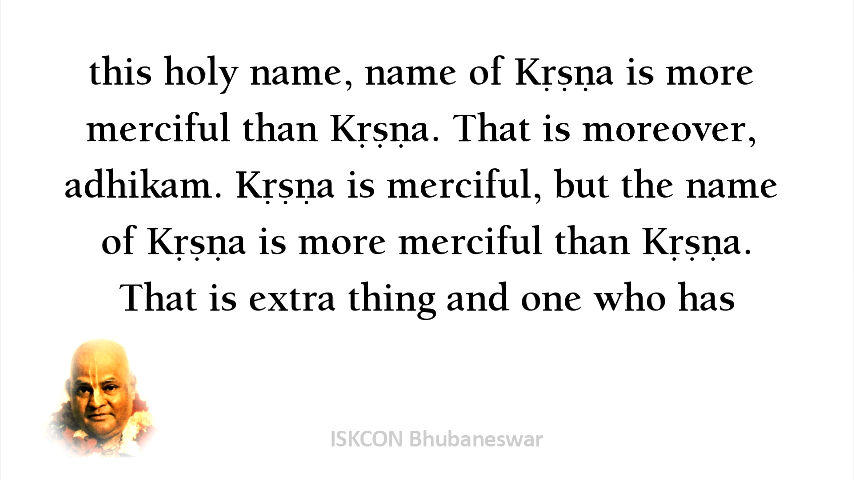 this holy name, name of Kṛṣṇa is more
merciful than Kṛṣṇa. That is moreover,
adhikam. Kṛṣṇa is merciful, but the name
of Kṛṣṇa is more merciful than Kṛṣṇa.
That is extra thing and one who has
ISKCON Bhubaneswar